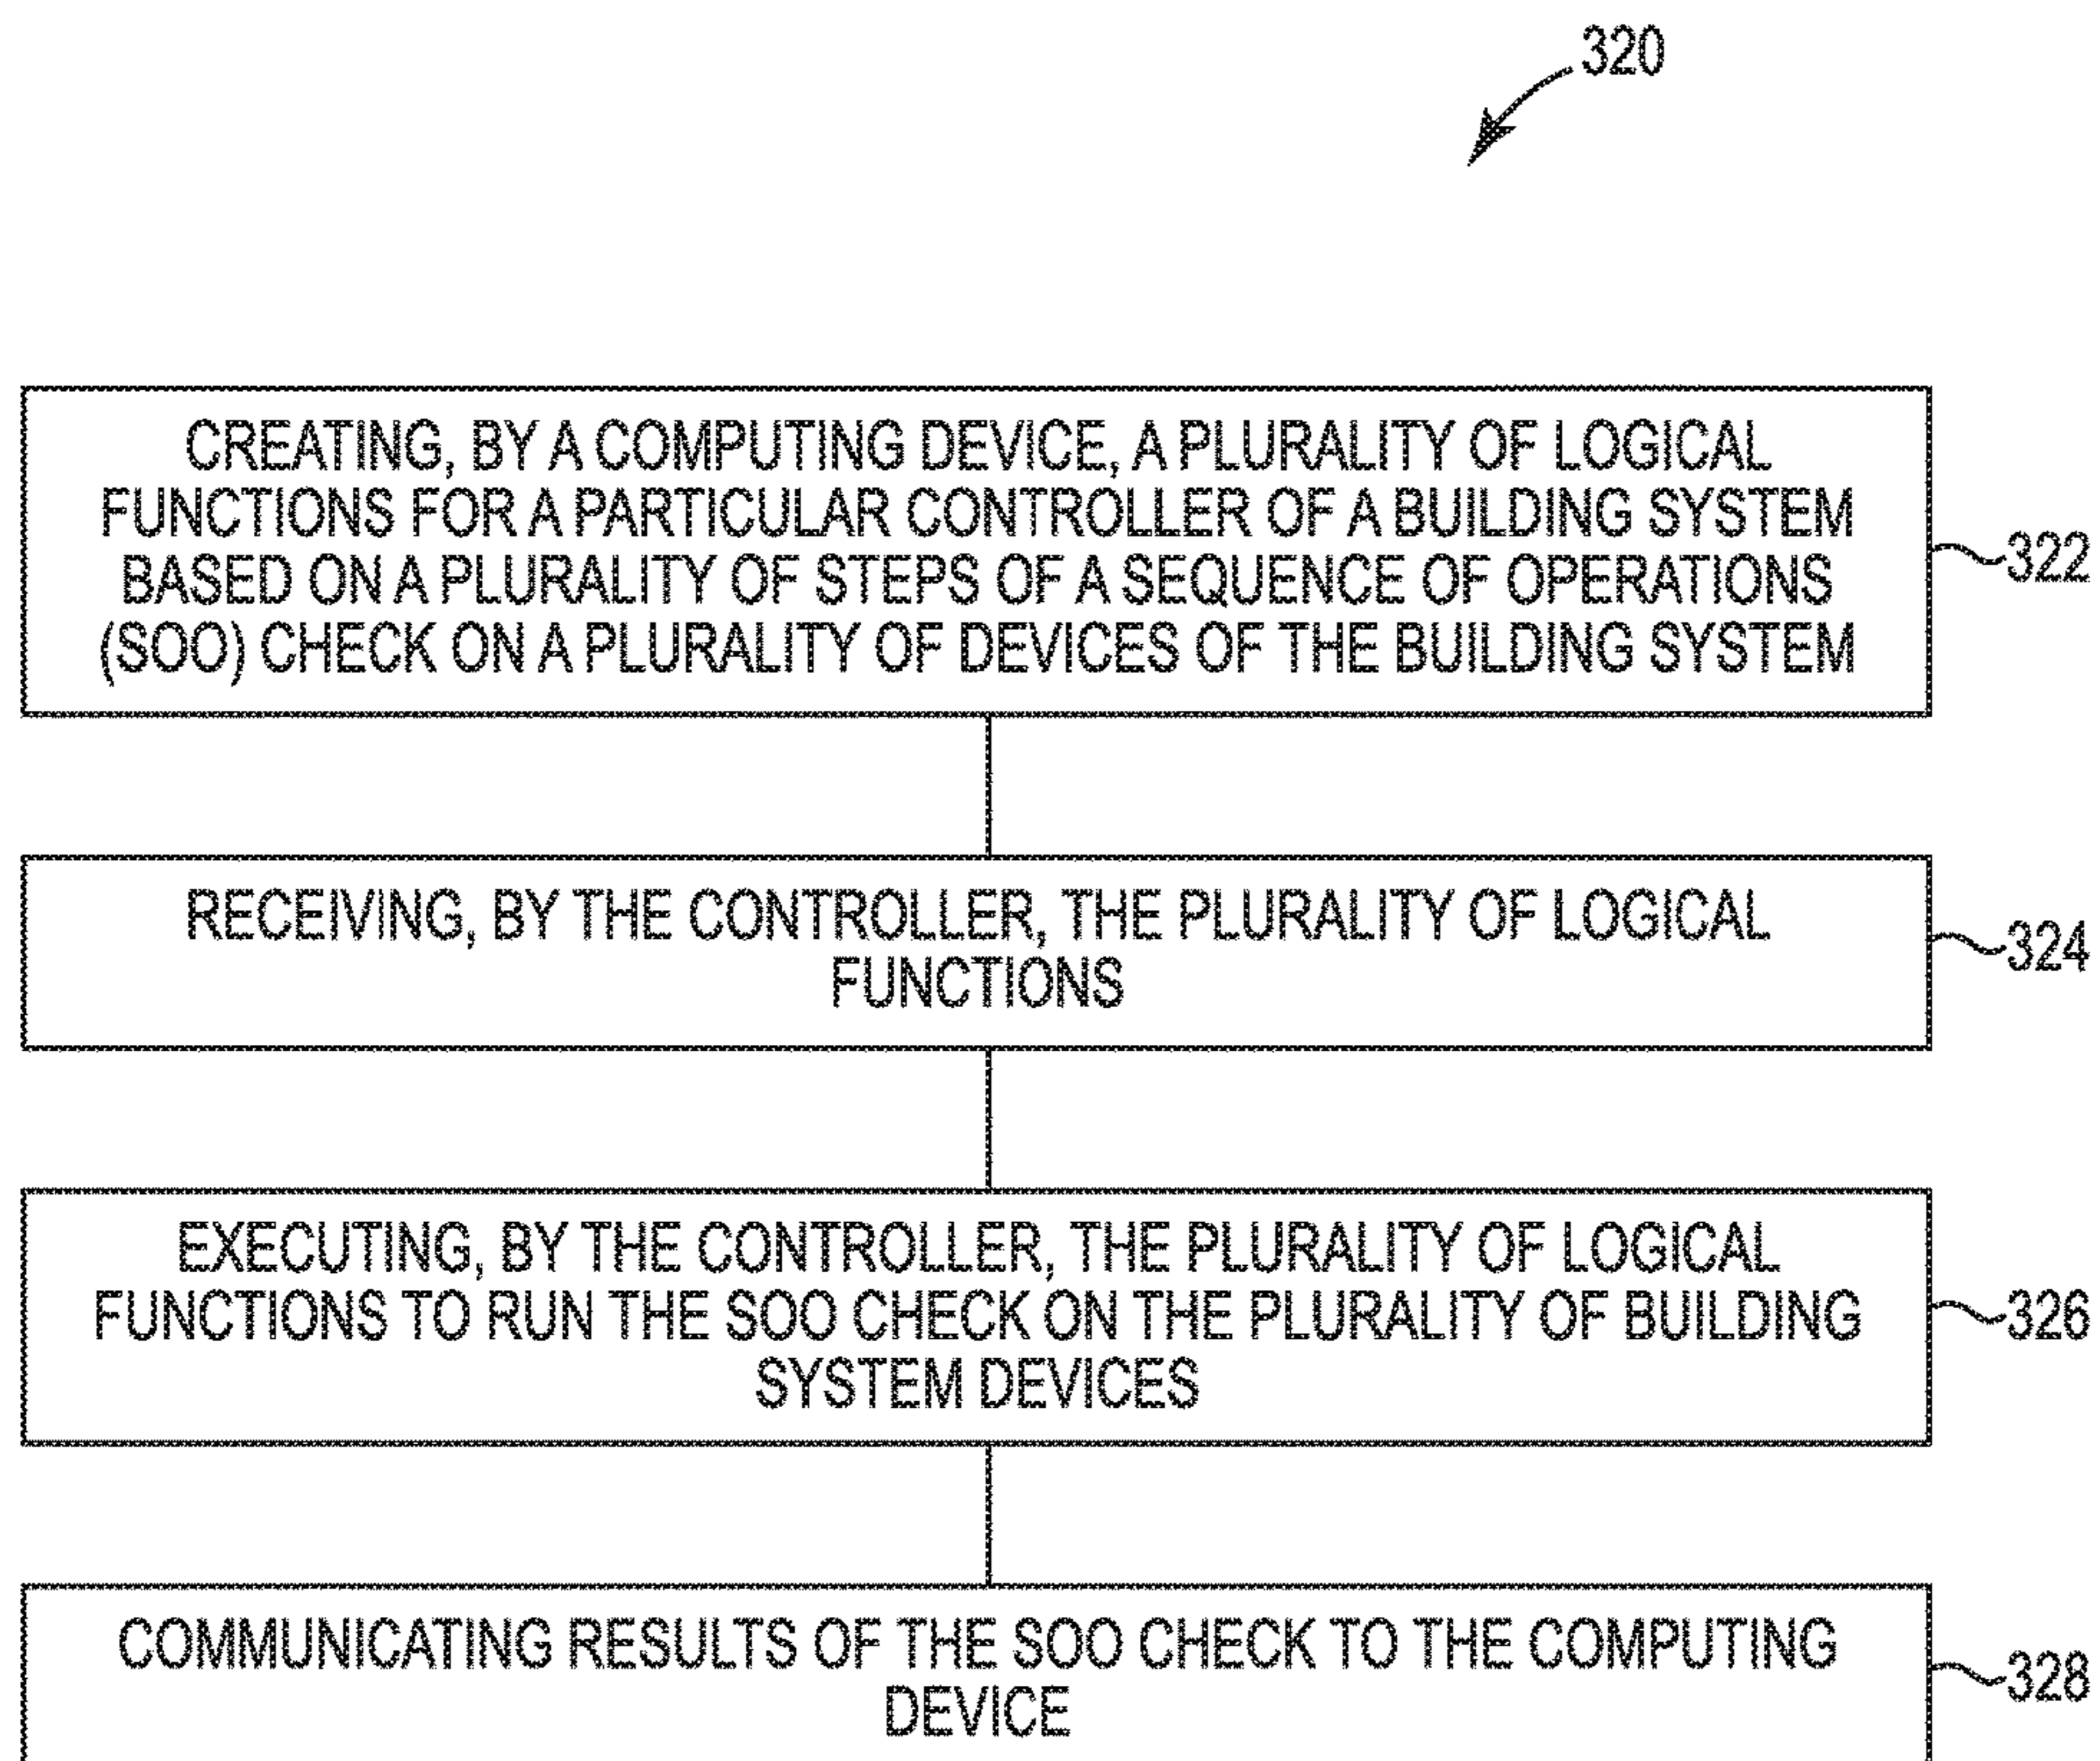 320
CREATING, BY A COMPUTING DEVICE, A PLURALITY OF LOGICAL
FUNCTIONS FOR A PARTICULAR CONTROLLER OF A BUILDING SYSTEM
BASED ON A PLURALITY OF STEPS OF A SEQUENCE OF OPERATIONS
(SOO) CHECK ON A PLURALITY OF DEVICES OF THE BUILDING SYSTEM
322
RECEIVING, BY THE CONTROLLER, THE PLURALITY OF LOGICAL
FUNCTIONS
324
EXECUTING, BY THE CONTROLLER, THE PLURALITY OF LOGICAL
FUNCTIONS TO RUN THE SOO CHECK ON THE PLURALITY OF BUILDING
SYSTEM DEVICES
326
COMMUNICATING RESULTS OF THE SOO CHECK TO THE COMPUTING
DEVICE
328